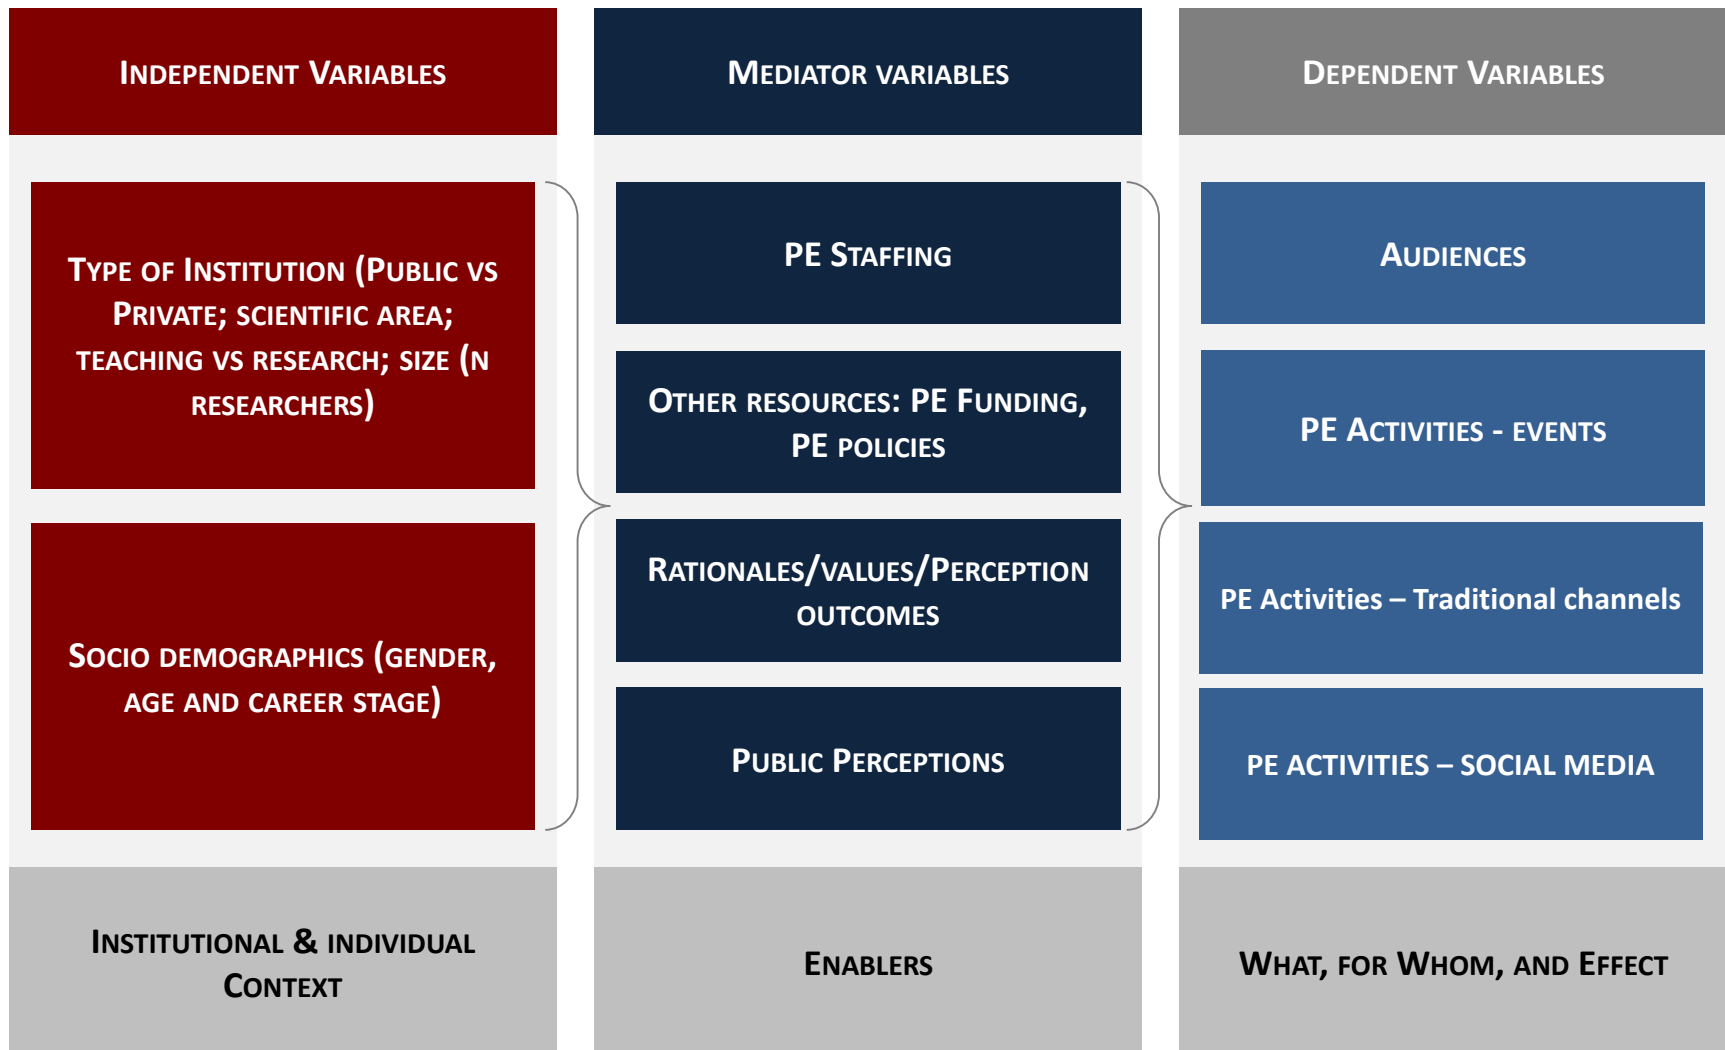 Independent Variables
Mediator variables
Dependent Variables
Type of Institution (Public vs
Private; scientific area;
teaching vs research; size (n
researchers)
Socio demographics (gender,
age and career stage)
PE Staffing
Other resources: PE Funding,
PE policies
Rationales/values/Perception
outcomes
Public Perceptions
Audiences
PE Activities - events
PE Activities – Traditional channels
PE ACTIVITIES – SOCIAL MEDIA
Institutional & individual
Context
Enablers
What, for Whom, and Effect